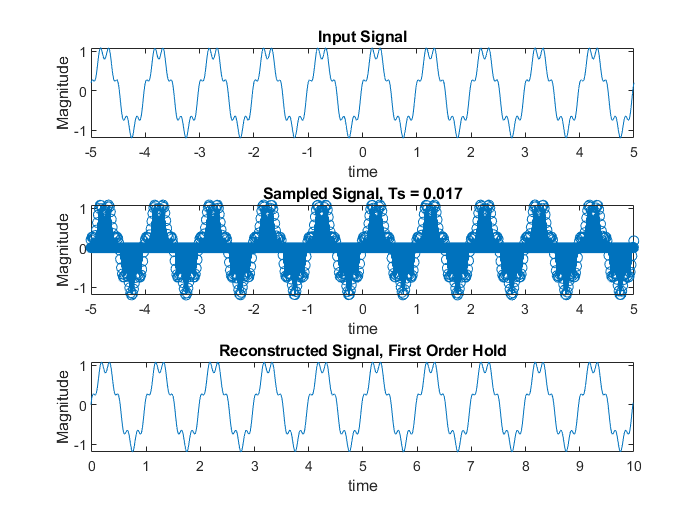 Input Signal
1
0
-1
Magnitude
-5 -4 -3 -2 -1 0 1 2 3 4 5
time
Sampled Signal, Ts = 0.017
1
0
-1
Magnitude
-5 -4 -3 -2 -1 0 1 2 3 4 5
time
Reconstructed Signal, First Order Hold
1
0
-1
Magnitude
0 1 2 3 4 5 6 7 8 9 10
time